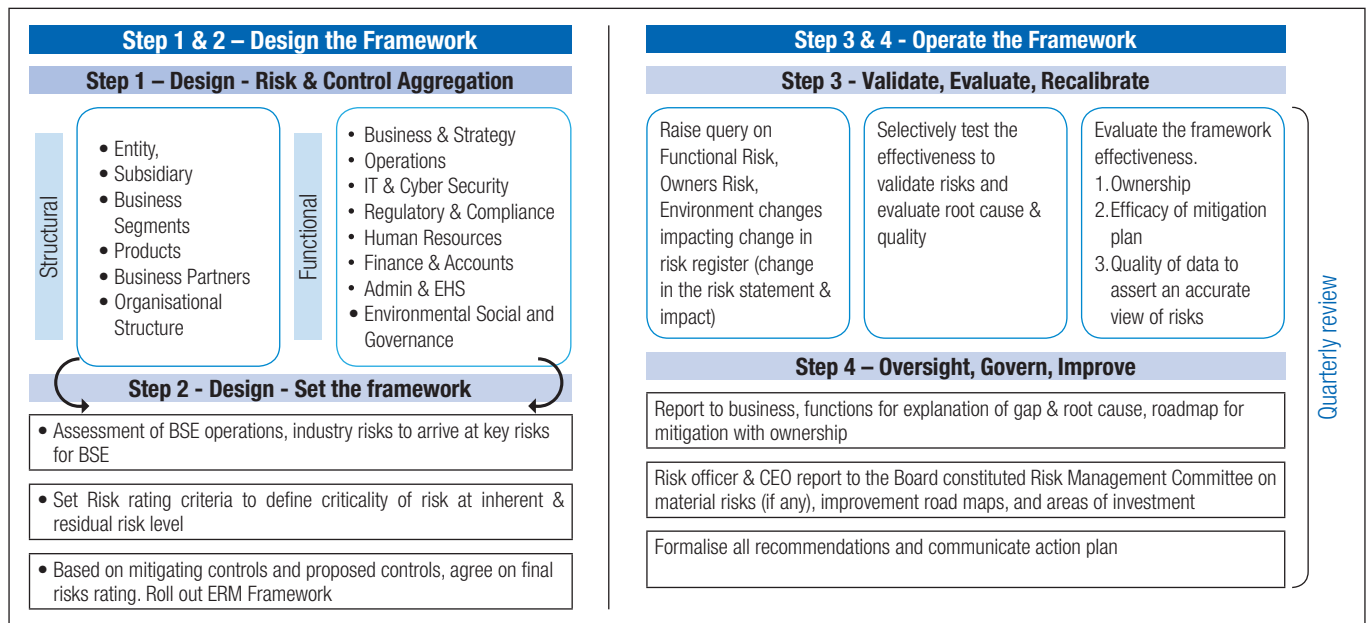 Step 1 & 2 – Design the Framework
Step 1 – Design - Risk & Control Aggregation
Structural
• Entity,
• Subsidiary
• Business
Segments
• Products
• Business Partners
• Organisational
Structure
Functional
• Business & Strategy
• Operations
• IT & Cyber Security
• Regulatory & Compliance
• Human Resources
• Finance & Accounts
• Admin & EHS
• Environmental Social and
Governance
Step 2 - Design - Set the framework
• Assessment of BSE operations, industry risks to arrive at key risks
for BSE
• Set Risk rating criteria to define criticality of risk at inherent &
residual risk level
• Based on mitigating controls and proposed controls, agree on final
risks rating. Roll out ERM Framework
Step 3 & 4 - Operate the Framework
Step 3 - Validate, Evaluate, Recalibrate
Raise query on
Functional Risk,
Owners Risk,
Environment changes
impacting change in
risk register (change
in the risk statement &
impact)
Selectively test the
effectiveness to
validate risks and
evaluate root cause &
quality
Evaluate the framework
effectiveness.
1.Ownership
2.Efficacy of mitigation
plan
3.Quality of data to
assert an accurate
view of risks
Step 4 – Oversight, Govern, Improve
Report to business, functions for explanation of gap & root cause, roadmap for
mitigation with ownership
Risk officer & CEO report to the Board constituted Risk Management Committee on
material risks (if any), improvement road maps, and areas of investment
Formalise all recommendations and communicate action plan
Quarterly review